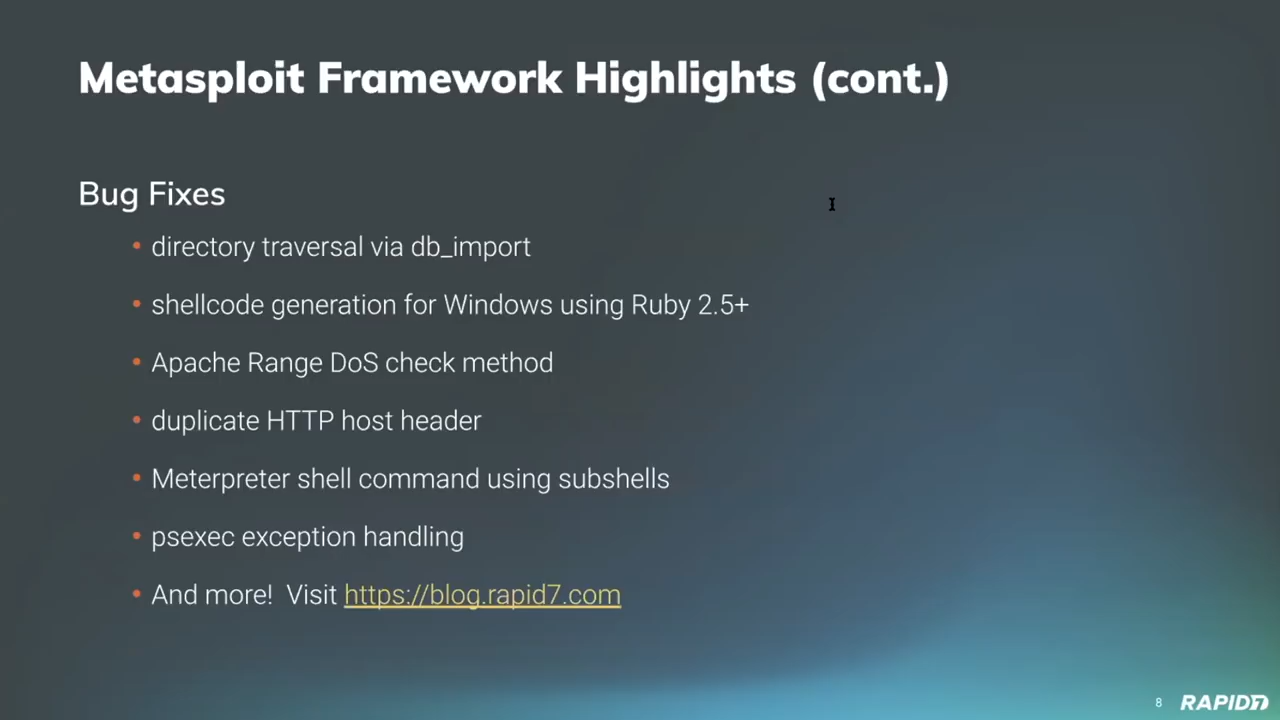 Metasploit Framework Highlights (cont.)
Bug Fixes
• directory traversal via db_import
• shellcode generation for Windows using Ruby 2.5+
• Apache Range DoS check method
• duplicate HTTP host header
• Meterpreter shell command using subshells
• psexec exception handling
• And more!  Visit https://blog.rapid7.com
8 RAPID7